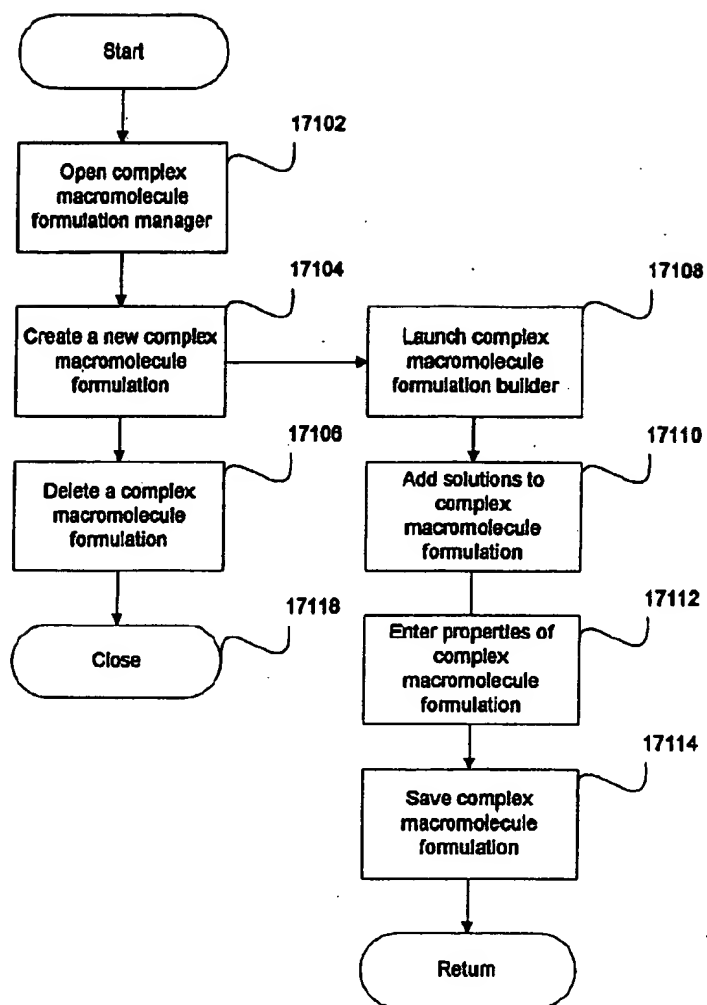 Start
17102
Open complex
macromolecule
formulation manager
17104
Create a new complex
macromolecule
formulation
17106
Delete a complex
macromolecule
formulation
17118
Close
17108
Launch complex
macromolecule
formulation builder
17110
Add solutions to
complex
macromolecule
formulation
17112
Enter properties of
complex
macromolecule
formulation
17114
Save complex
macromolecule
formulation
Return